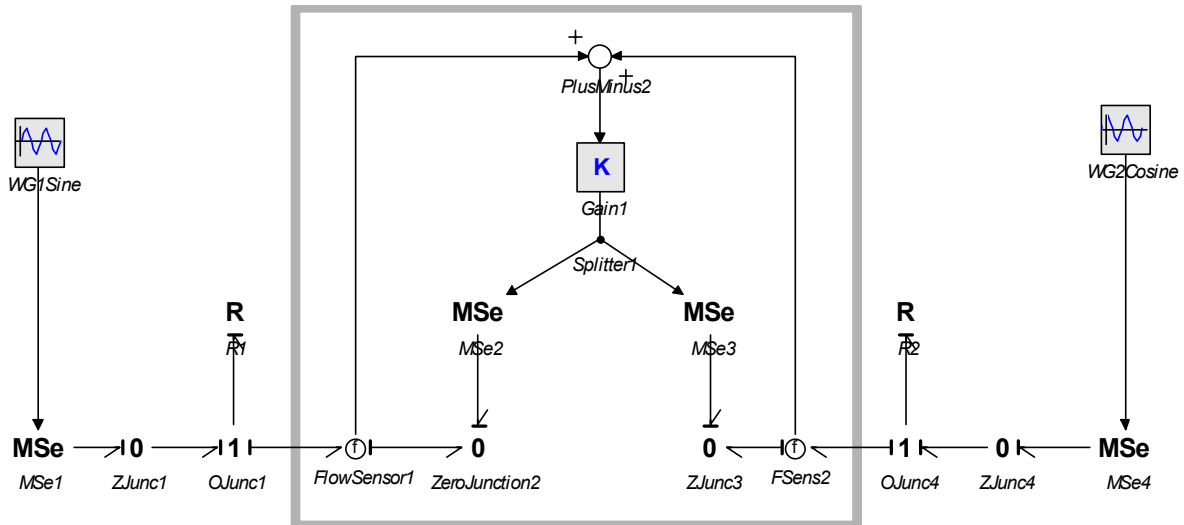 +
+
PlusMinus2
WG1Sine
WG2Cosine
K
Gain1
Splitter1
R
R1
MSe
MSe2
MSe
MSe3
R
R2
MSe
MSe1
0
ZJunc1
1
OJunc1
f
FlowSensor1
0
ZeroJunction2
0
ZJunc3
f
FSens2
1
OJunc4
0
ZJunc4
MSe
MSe4